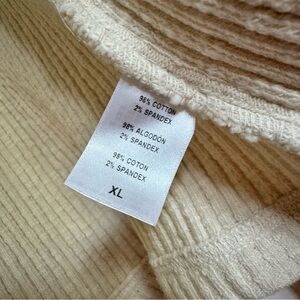 98% COTTON
2% SPANDEX
98% ALGODÓN
2% SPANDEX
98% COTON
2% SPANDEX
XL